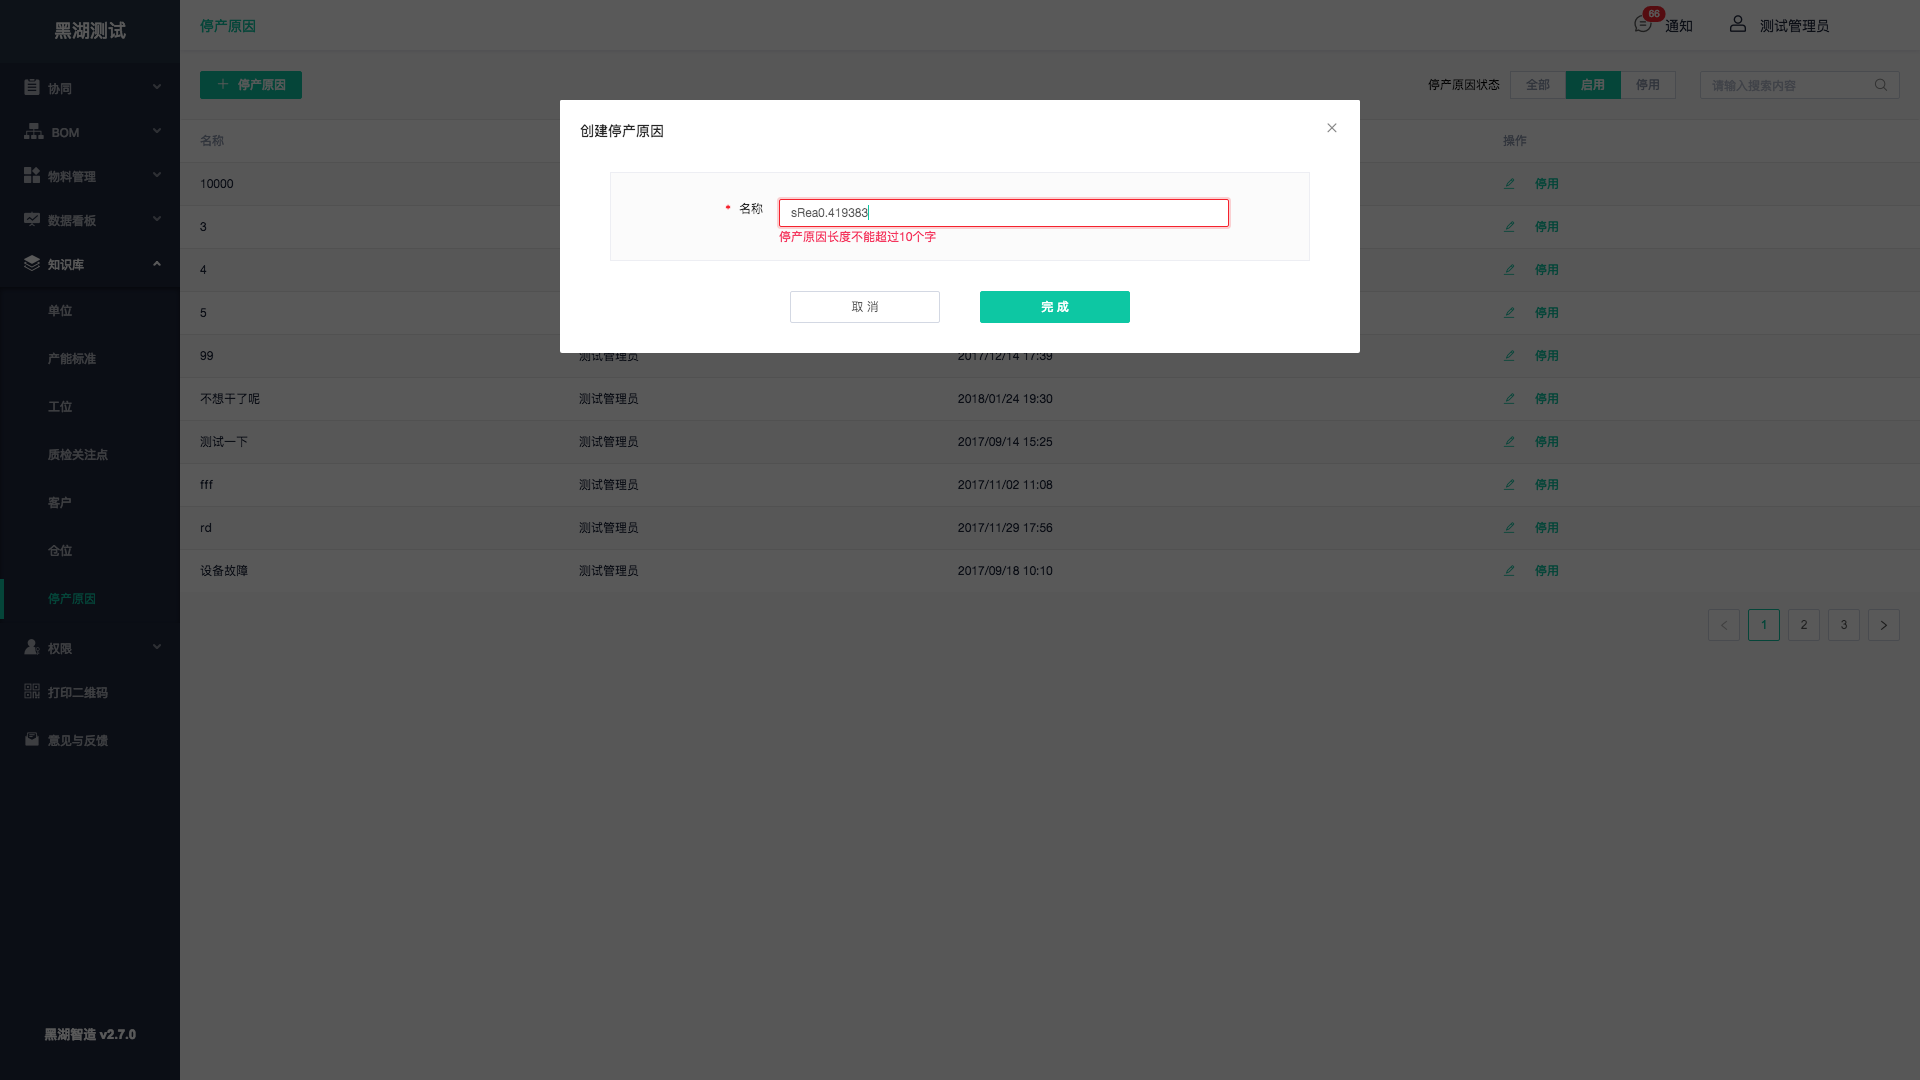 黑湖测试
停产原因
66
通知
测试管理员
协同
BOM
物料管理
数据看板
知识库
单位
产能标准
工位
质检关注点
客户
仓位
停产原因
权限
打印二维码
意见与反馈
黑湖智造 v2.7.0
停产原因
停产原因状态
全部
启用
停用
请输入搜索内容
名称
操作
10000
停用
3
停用
4
停用
5
停用
99 测试管理员 2017/12/14 17:39 停用
不想干了呢 测试管理员 2018/01/24 19:30 停用
测试一下 测试管理员 2017/09/14 15:25 停用
fff 测试管理员 2017/11/02 11:08 停用
rd 测试管理员 2017/11/29 17:56 停用
设备故障 测试管理员 2017/09/18 10:10 停用
1 2 3
创建停产原因
* 名称
sRea0.419383
停产原因长度不能超过10个字
取 消
完 成